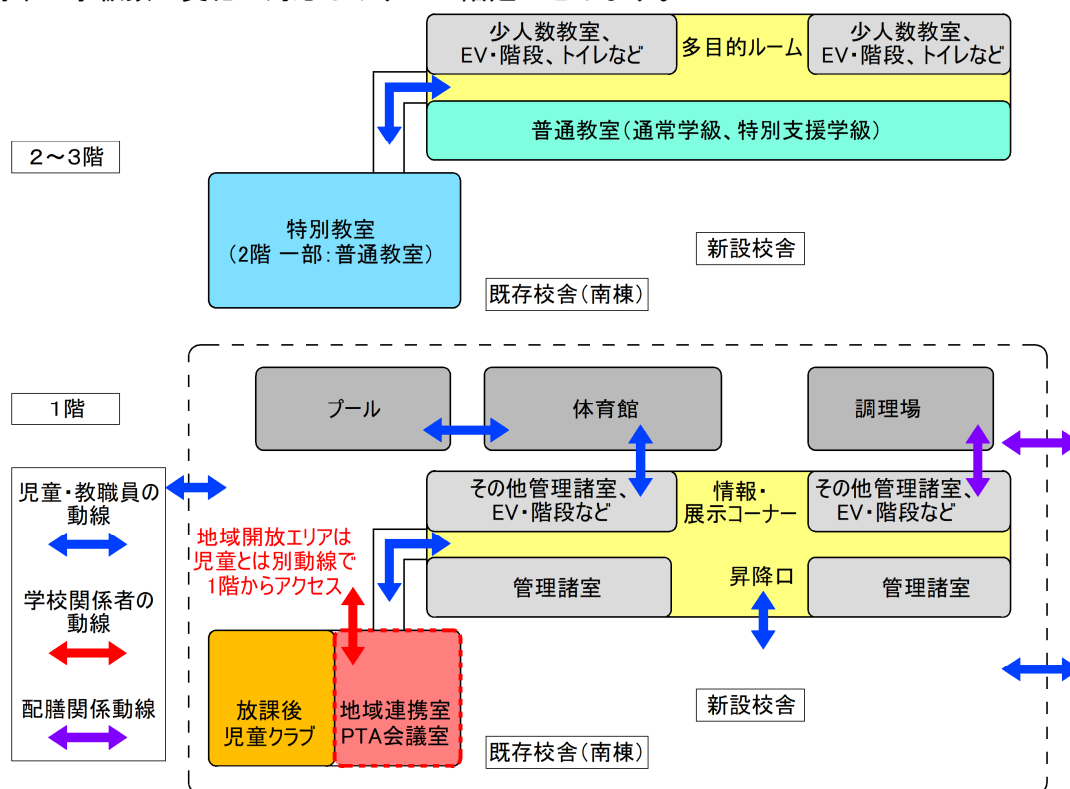 少人数教室、
EV・階段、トイレなど
多目的ルーム
少人数教室、
EV・階段、トイレなど
普通教室（通常学級、特別支援学級）
２～３階
特別教室
（2階 一部：普通教室）
新設校舎
既存校舎（南棟）
１階
プール
体育館
調理場
児童・教職員の
動線
学校関係者の
動線
配膳関係動線
その他管理諸室、
EV・階段など
情報・
展示コーナー
その他管理諸室、
EV・階段など
地域開放エリアは
児童とは別動線で
1階からアクセス
管理諸室
昇降口
管理諸室
放課後
児童クラブ
地域連携室
PTA会議室
新設校舎
既存校舎（南棟）